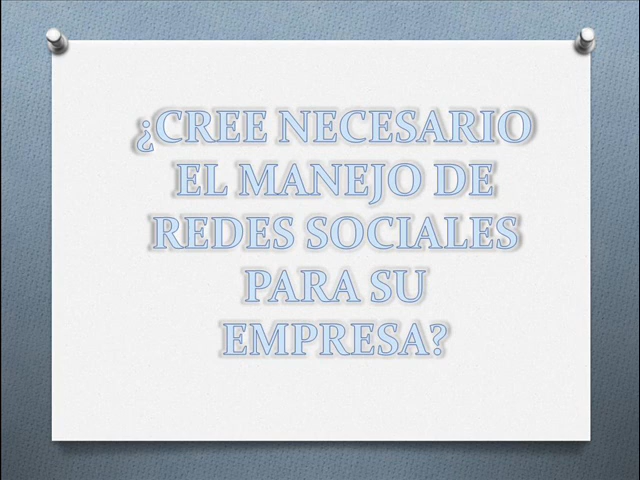 ¿CREE NECESARIO
EL MANEJO DE
REDES SOCIALES
PARA SU
EMPRESA?